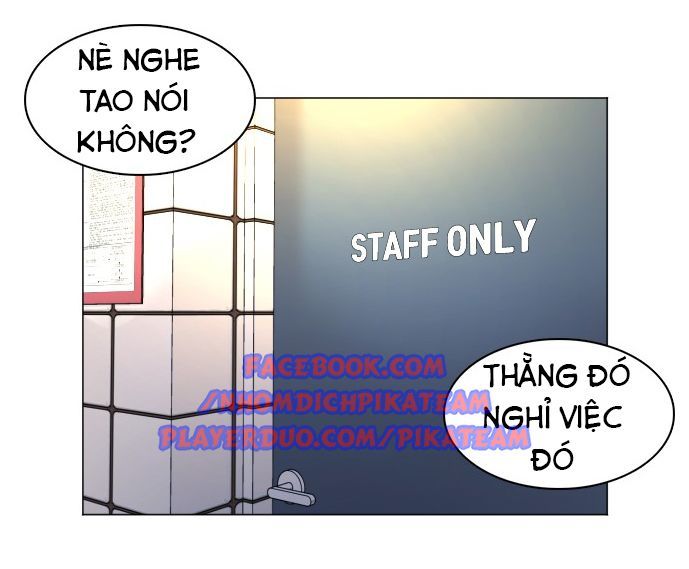 NÈ NGHE
TAO NÓI
KHÔNG?
STAFF ONLY
FACEBOOK.COM
/NHOMDICHPIKATEAM
PLAYERDUO.COM/PIKATEAM
THẰNG ĐÓ
NGHỈ VIỆC
ĐÓ